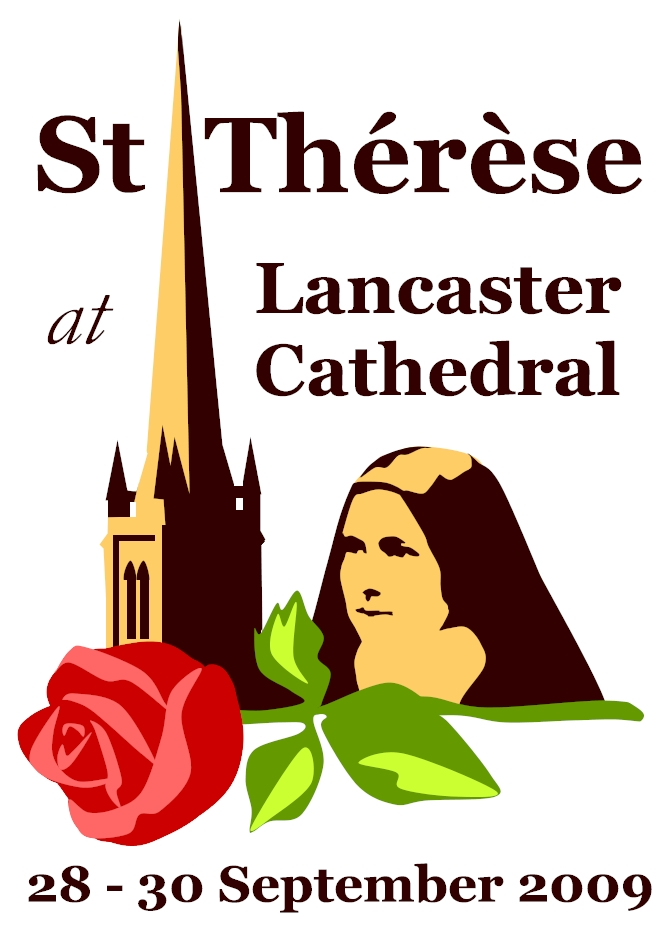 St Thérèse
at
Lancaster
Cathedral
28 - 30 September 2009